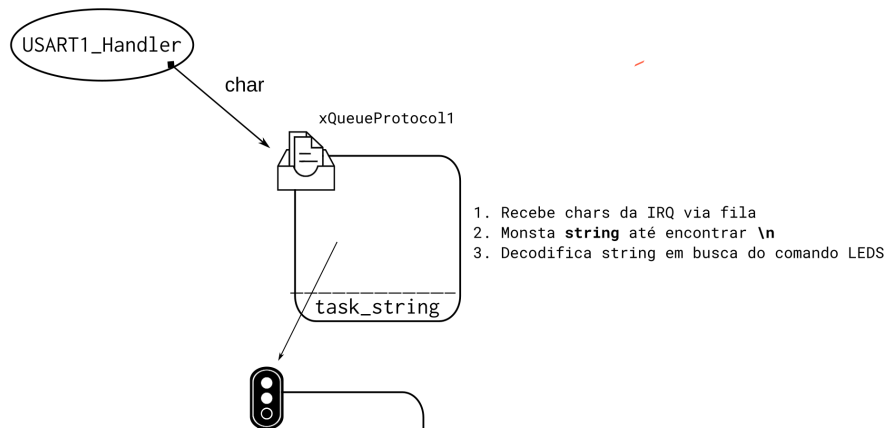 USART1_Handler
char
xQueueProtocol1
1. Recebe chars da IRQ via fila
2. Monsta string até encontrar \n
3. Decodifica string em busca do comando LEDS
task_string